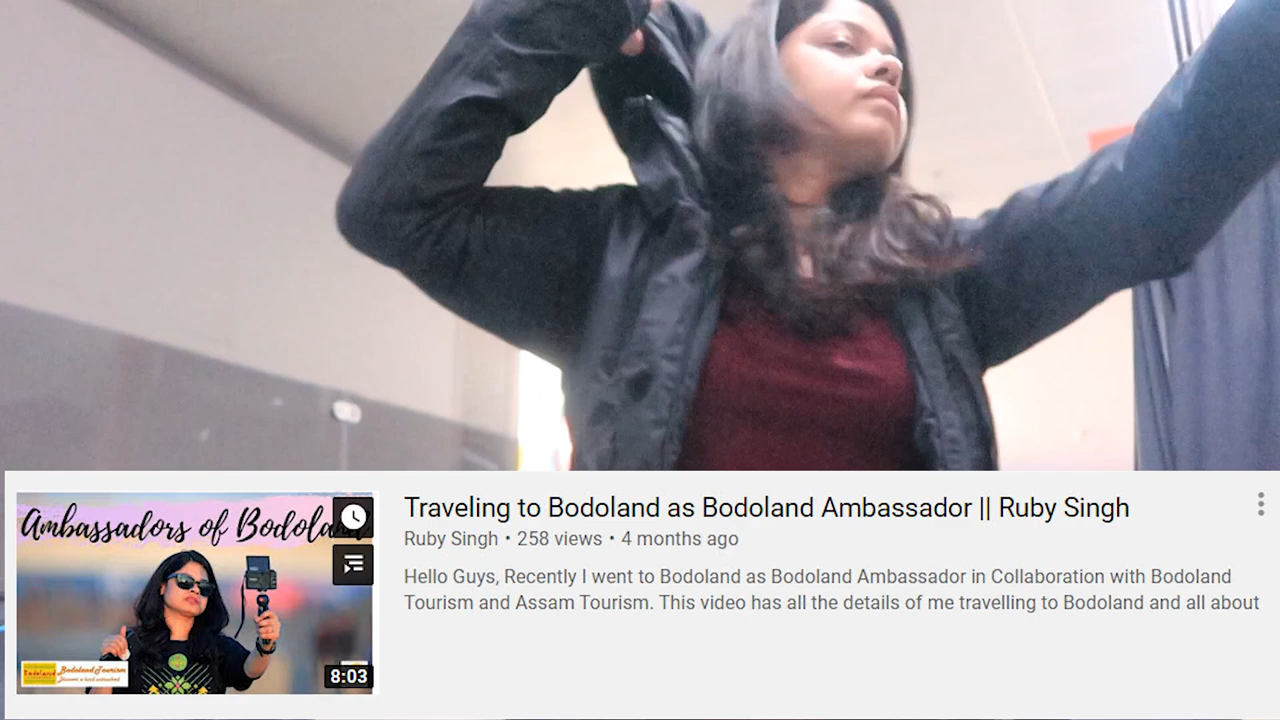 Ambassadors of Bodoland
Bodoland
Bodoland Tourism
8:03
Traveling to Bodoland as Bodoland Ambassador || Ruby Singh
Ruby Singh • 258 views • 4 months ago
Hello Guys, Recently I went to Bodoland as Bodoland Ambassador in Collaboration with Bodoland
Tourism and Assam Tourism. This video has all the details of me travelling to Bodoland and all about